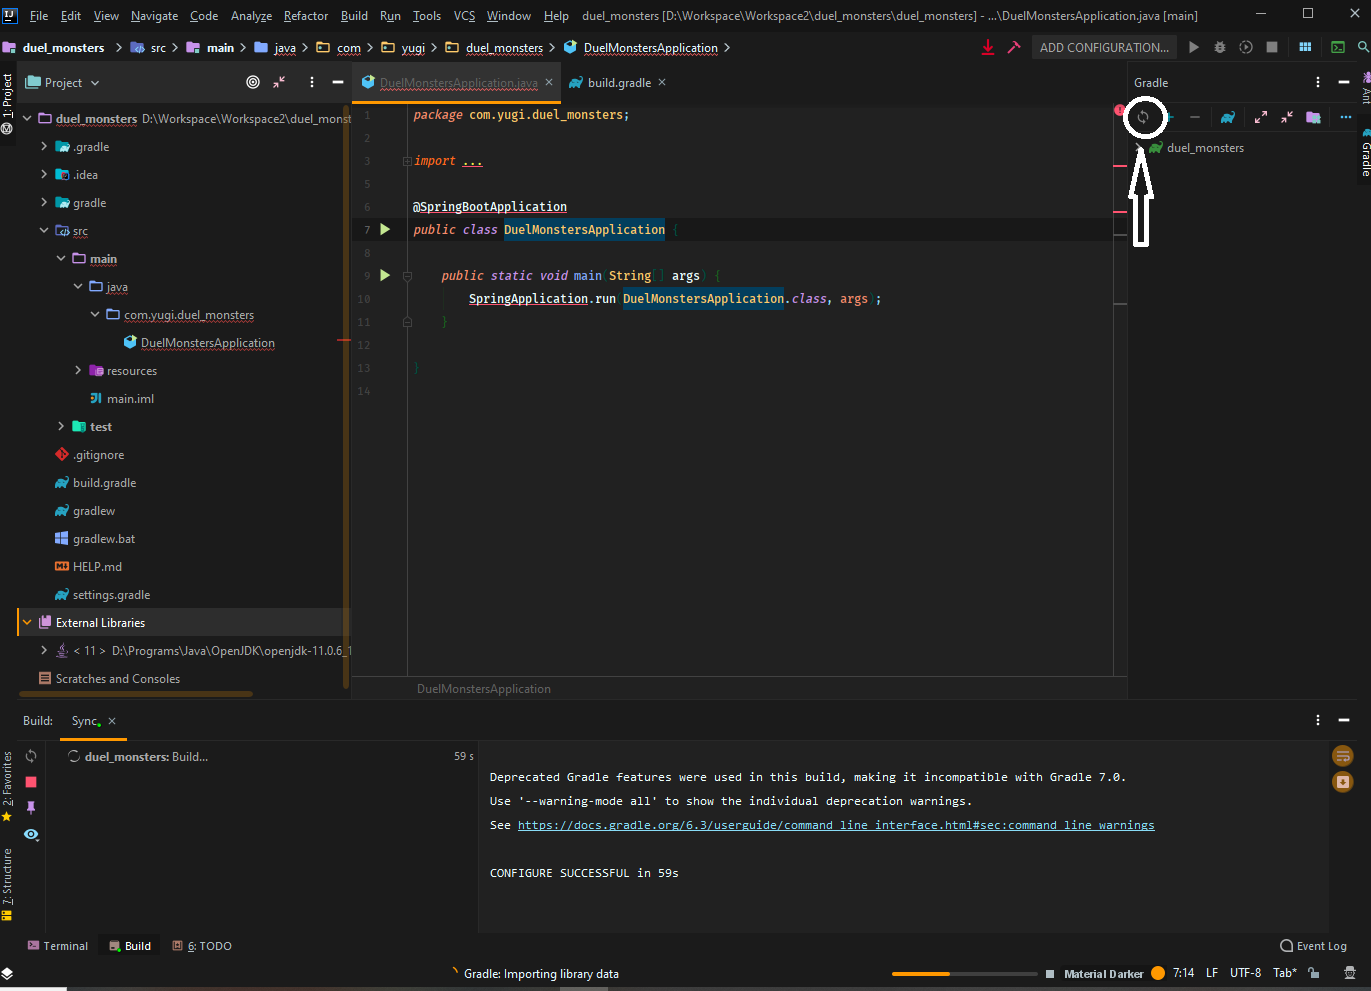 File Edit View Navigate Code Analyze Refactor Build Run Tools VCS Window Help duel_monsters [D:\Workspace\Workspace2\duel_monsters\duel_monsters] - ...\DuelMonstersApplication.java [main]
duel_monsters src main java com yugi duel_monsters DuelMonstersApplication ADD CONFIGURATION...
1: Project
Project
DuelMonstersApplication.java
build.gradle
Gradle
Ant
Gradle
duel_monsters D:\Workspace\Workspace2\duel_monst
.gradle
.idea
gradle
src
main
java
com.yugi.duel_monsters
DuelMonstersApplication
resources
main.iml
test
.gitignore
build.gradle
gradlew
gradlew.bat
HELP.md
settings.gradle
External Libraries
< 11 > D:\Programs\Java\OpenJDK\openjdk-11.0.6_1
Scratches and Consoles
1 package com.yugi.duel_monsters;
2
3 import ...
5
6 @SpringBootApplication
7 public class DuelMonstersApplication {
8
9 public static void main(String[] args) {
10 SpringApplication.run(DuelMonstersApplication.class, args);
11 }
12
13 }
14
DuelMonstersApplication
duel_monsters
Build: Sync
2: Favorites
7: Structure
duel_monsters: Build... 59 s
Deprecated Gradle features were used in this build, making it incompatible with Gradle 7.0.
Use '--warning-mode all' to show the individual deprecation warnings.
See https://docs.gradle.org/6.3/userguide/command_line_interface.html#sec:command_line_warnings
CONFIGURE SUCCESSFUL in 59s
Terminal Build 6: TODO Event Log
Gradle: Importing library data Material Darker 7:14 LF UTF-8 Tab*